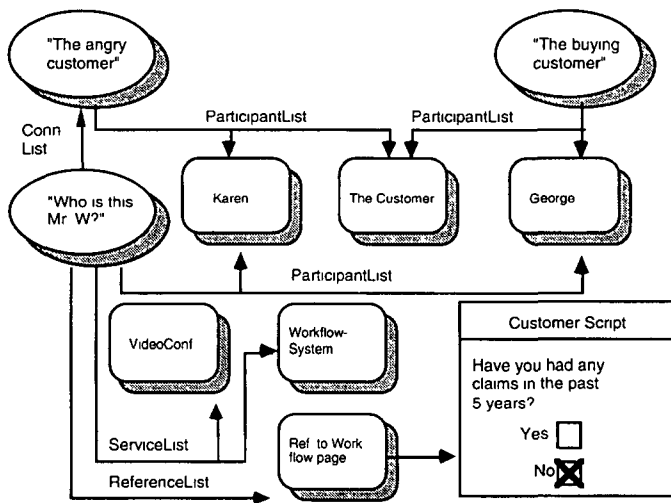 "The angry
customer"
"The buying
customer"
Conn
List
ParticipantList
ParticipantList
"Who is this
Mr W?"
Karen
The Customer
George
ParticipantList
VideoConf
Workflow-
System
Customer Script
Have you had any
claims in the past
5 years?
Yes
No
ServiceList
Ref to Work
flow page
ReferenceList